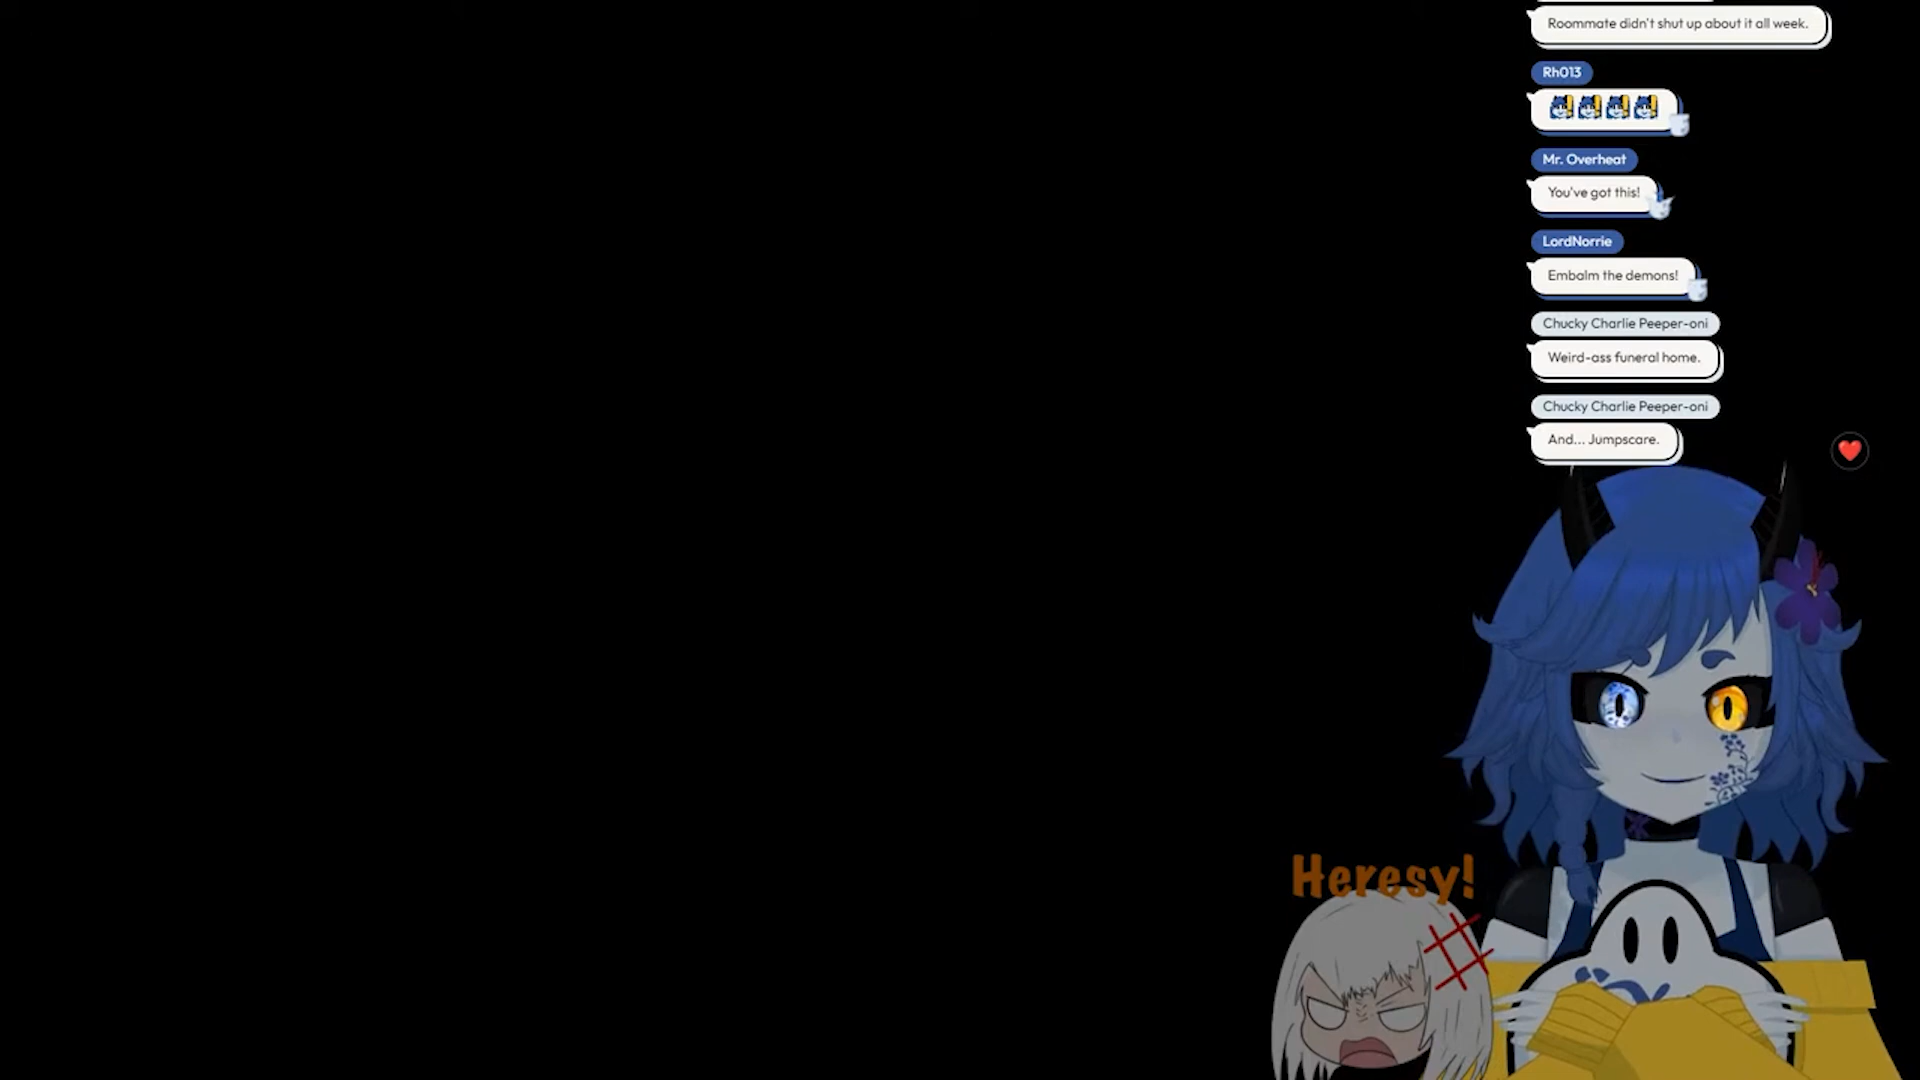 Roommate didn't shut up about it all week.
Rh013
Mr. Overheat
You've got this!
LordNorrie
Embalm the demons!
Chucky Charlie Peeper-oni
Weird-ass funeral home.
Chucky Charlie Peeper-oni
And... Jumpscare.
Heresy!